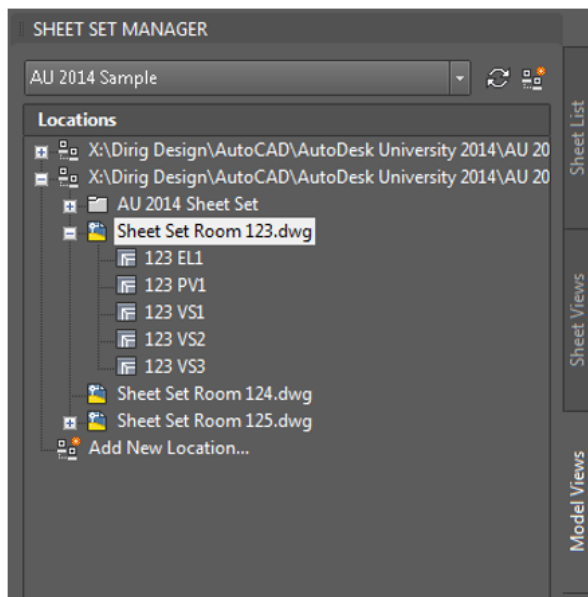 SHEET SET MANAGER
AU 2014 Sample
Locations
X:\Dirig Design\AutoCAD\AutoDesk University 2014\AU 20
X:\Dirig Design\AutoCAD\AutoDesk University 2014\AU 20
AU 2014 Sheet Set
Sheet Set Room 123.dwg
123 EL1
123 PV1
123 VS1
123 VS2
123 VS3
Sheet Set Room 124.dwg
Sheet Set Room 125.dwg
Add New Location...
Sheet List
Sheet Views
Model Views